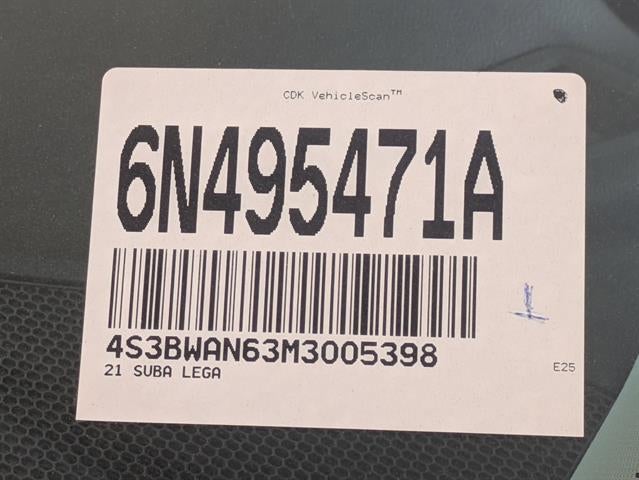 CDK VehicleScan™
6N495471A
4S3BWAN63M3005398
21 SUBA LEGA
E25